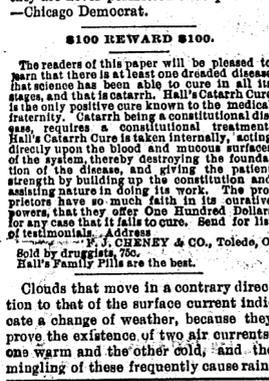 —Chicago Democrat.
$100 REWARD $100.
The readers of this paper will be pleased to
learn that there is at least one dreaded disease
that science has been able to cure in all its
stages, and that is catarrh. Hall's Catarrh Cure
is the only positive cure known to the medical
fraternity. Catarrh being a constitutional dis
ease, requires a constitutional treatment.
Hall's Catarrh Cure is taken internally, acting
directly upon the blood and mucous surfaces
of the system, thereby destroying the founda
tion of the disease, and giving the patient
strength by building up the constitution and
assisting nature in doing its work. The pro
prietors have so much faith in its curative
powers, that they offer One Hundred Dollars
for any case that it fails to cure. Send for list
of testimonials. Address
F. J. CHENEY & CO., Toledo, O
Sold by druggists, 75c.
Hall's Family Pills are the best.
Clouds that move in a contrary direc
tion to that of the surface current indi
cate a change of weather, because they
prove the existence of two air currents
one warm and the other cold, and the
mingling of these frequently cause rain